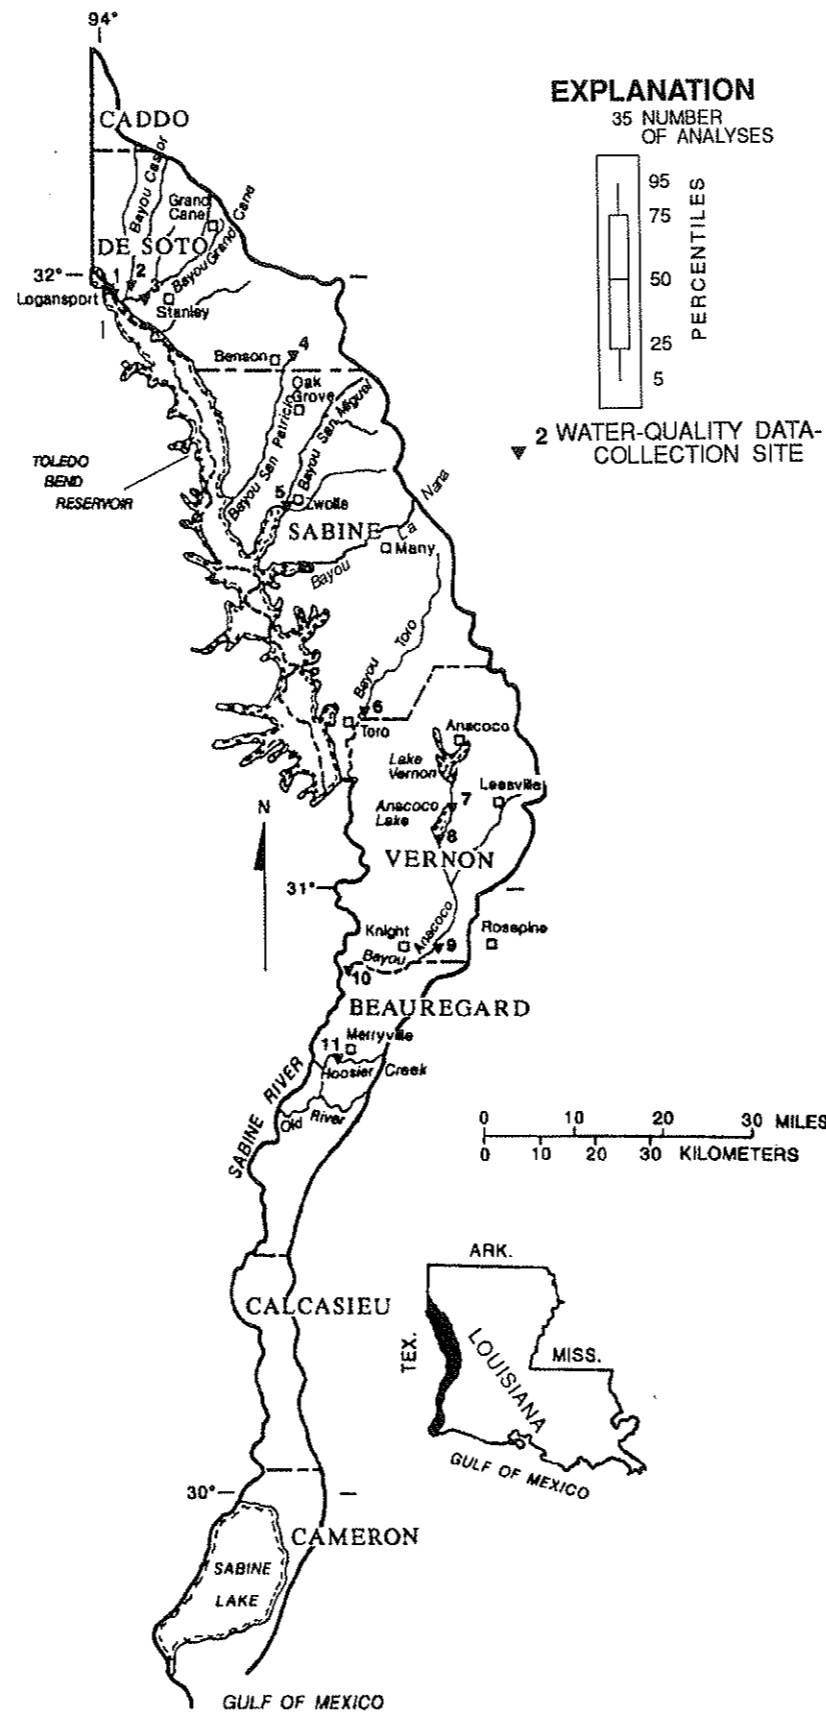 94°
EXPLANATION
35 NUMBER
OF ANALYSES
95
75
50
25
5
PERCENTILES
2 WATER-QUALITY DATA-
COLLECTION SITE
CADDO
Bayou Castor
Grand
Cane
Bayou Grand Cane
DE SOTO
32°
1
2
3
Logansport
Stanley
4
Benson
Oak
Grove
Bayou San Patricio
Bayou San Miguel
TOLEDO
BEND
RESERVOIR
5
Zwolle
SABINE
Bayou La Nana
Many
Bayou Toro
6
Toro
Anacoco
Lake
Vernon
Leesville
Anacoco
Lake
7
8
N
VERNON
31°
Knight
Rosepine
Bayou Anacoco
9
10
BEAUREGARD
Merryville
11
Hoosier Creek
Old River
SABINE RIVER
0 10 20 30 MILES
0 10 20 30 KILOMETERS
ARK.
TEX.
LOUISIANA
MISS.
GULF OF MEXICO
CALCASIEU
30°
CAMERON
SABINE
LAKE
GULF OF MEXICO